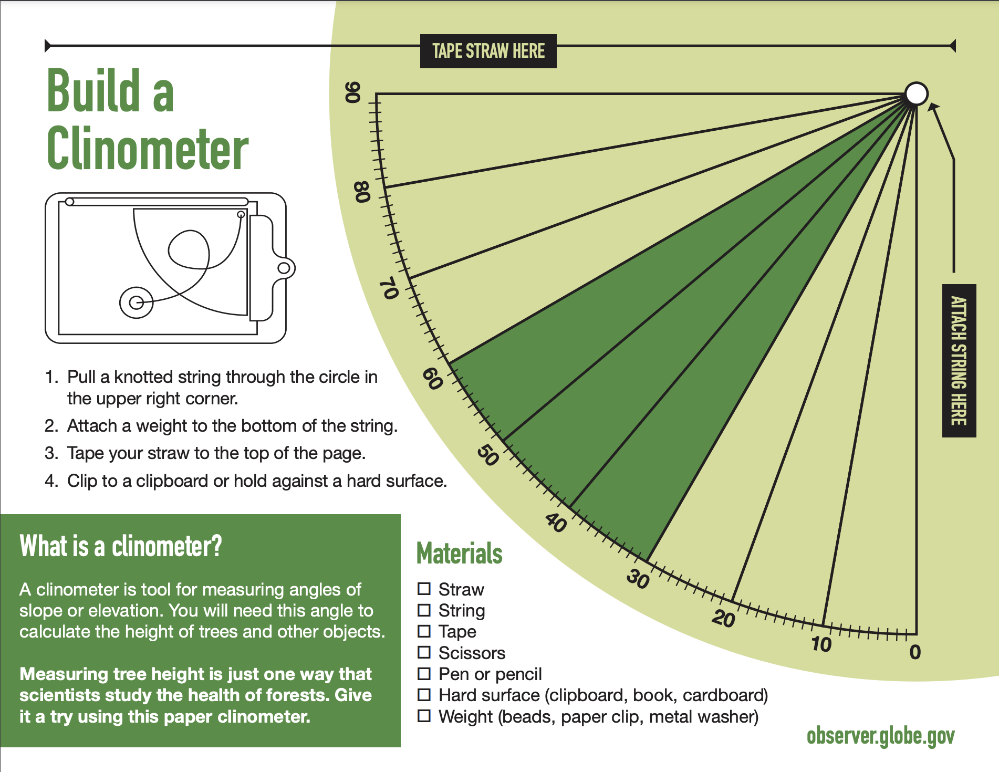 TAPE STRAW HERE
Build a
Clinometer
90
80
70
60
50
40
30
20
10
0
ATTACH STRING HERE
1. Pull a knotted string through the circle in
the upper right corner.
2. Attach a weight to the bottom of the string.
3. Tape your straw to the top of the page.
4. Clip to a clipboard or hold against a hard surface.
What is a clinometer?
A clinometer is tool for measuring angles of
slope or elevation. You will need this angle to
calculate the height of trees and other objects.
Measuring tree height is just one way that
scientists study the health of forests. Give
it a try using this paper clinometer.
Materials
Straw
String
Tape
Scissors
Pen or pencil
Hard surface (clipboard, book, cardboard)
Weight (beads, paper clip, metal washer)
observer.globe.gov